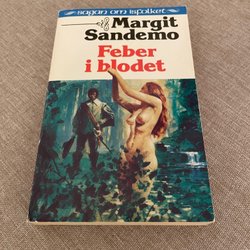 sagan om isfolket
Margit
Sandemo
Feber
i blodet